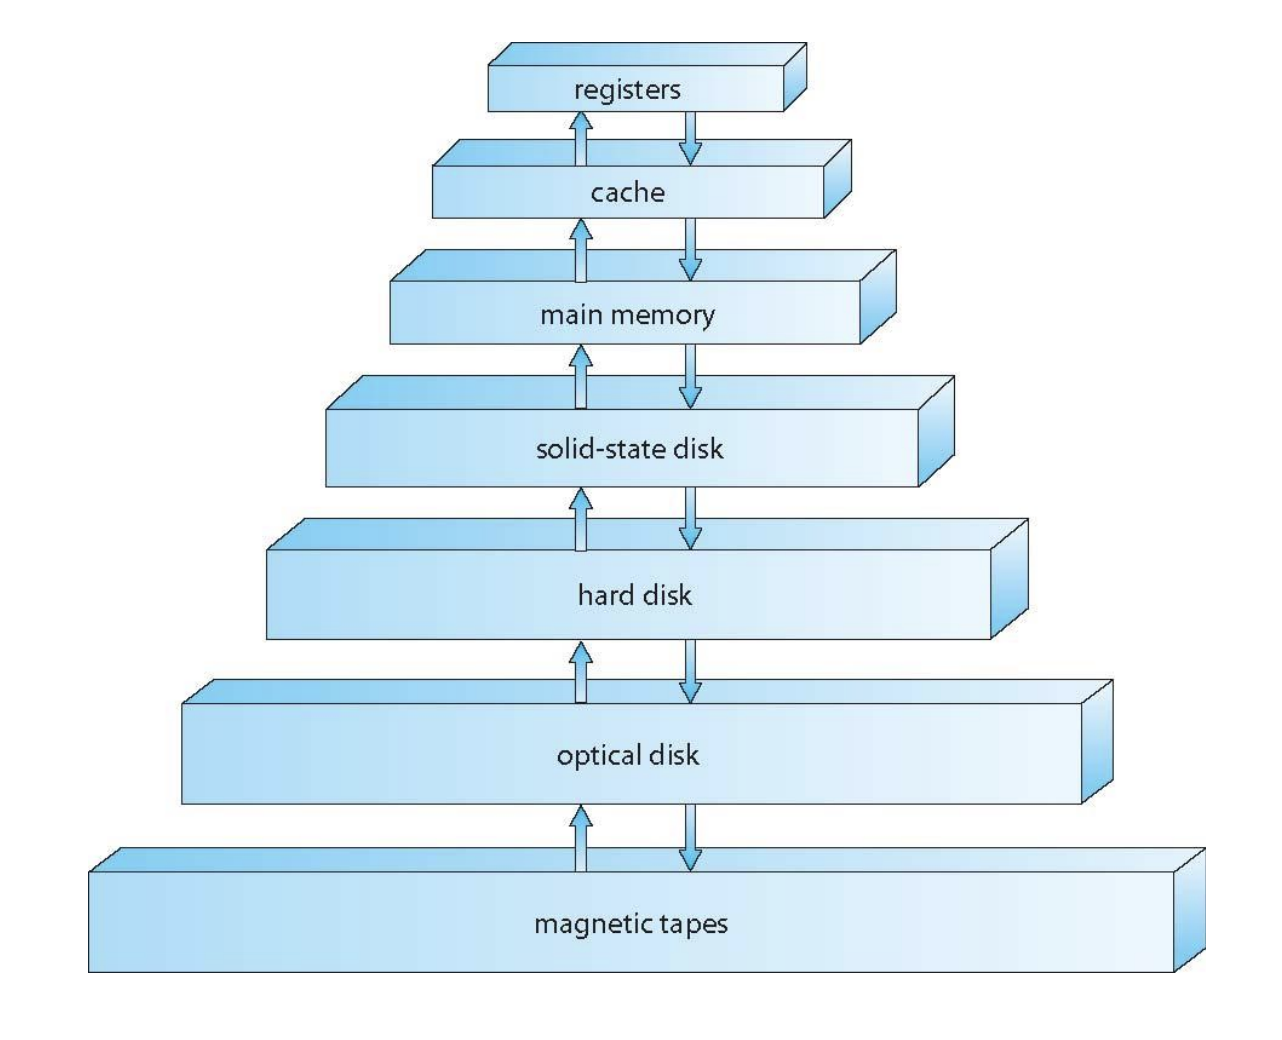 registers
cache
main memory
solid-state disk
hard disk
optical disk
magnetic tapes